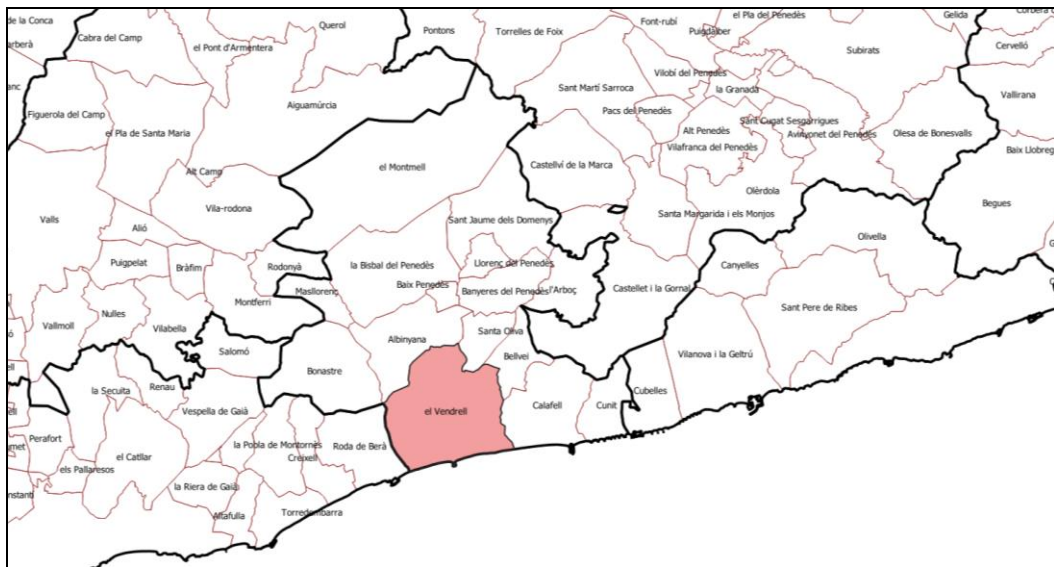 de la Conca
Cabra del Camp
el Pont d'Armentera
Querol
Pontons
Torrelles de Foix
Font-rubí
el Pla del Penedès
Puigdàlber
Gelida
Subirats
Cervelló
Vallirana
Vilobí del Penedès
la Granada
Sant Martí Sarroca
Aiguamúrcia
Figuerola del Camp
el Pla de Santa Maria
Pacs del Penedès
Sant Cugat Sesgarrigues
Alt Penedès
Avinyonet del Penedès
Olesa de Bonesvalls
Vilafranca del Penedès
Baix Llobreg
el Montmell
Castellví de la Marca
Alt Camp
Olèrdola
Vila-rodona
Begues
Valls
Sant Jaume dels Domenys
Santa Margarida i els Monjos
Alió
Olivella
Puigpelat
Bràfim
Rodonyà
la Bisbal del Penedès
Llorenç del Penedès
Canyelles
Masllorenç
Baix Penedès
Banyeres del Penedès
l'Arboç
Castellet i la Gornal
Montferri
Sant Pere de Ribes
Nulles
Vallmoll
Vilabella
Santa Oliva
Albinyana
Salomó
Bellvei
Vilanova i la Geltrú
Bonastre
la Secuita
Renau
Cubelles
Calafell
Cunit
Vespella de Gaià
el Vendrell
Perafort
la Pobla de Montornès
Roda de Berà
el Catllar
Creixell
els Pallaresos
la Riera de Gaià
onstantí
Altafulla
Torredembarra